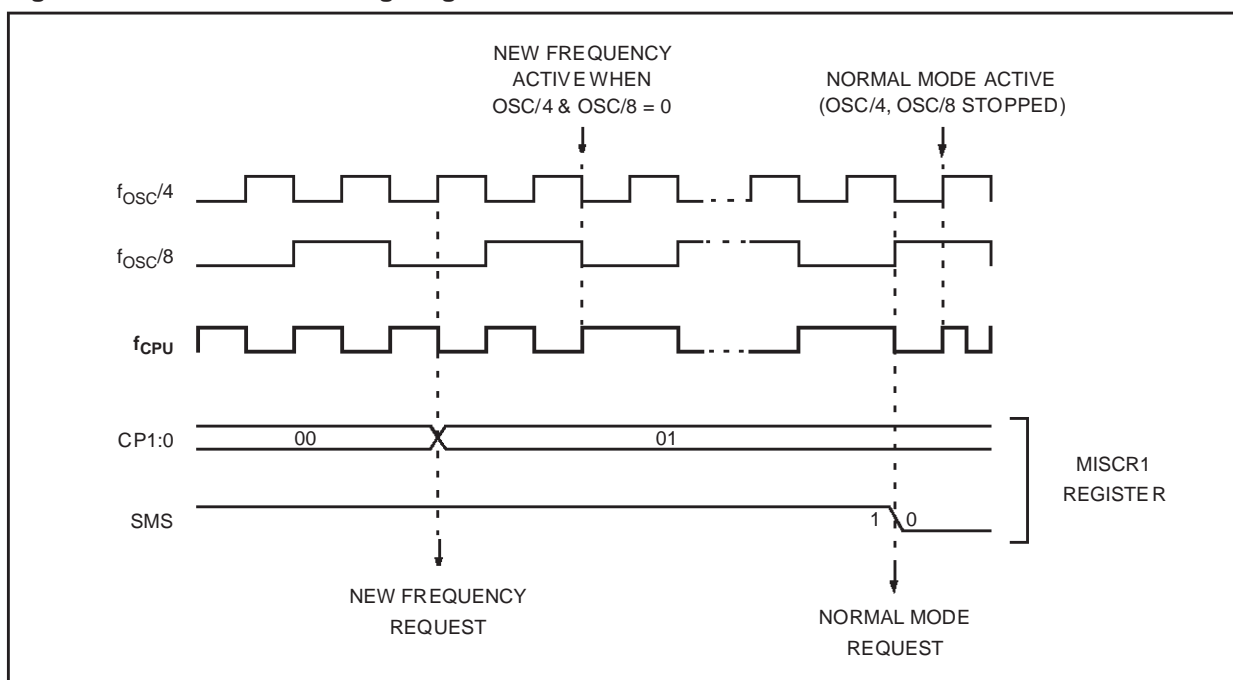 NEW FREQUENCY
ACTIVE WHEN
OSC/4 & OSC/8 = 0
NORMAL MODE ACTIVE
(OSC/4, OSC/8 STOPPED)
fOSC/4
fOSC/8
fCPU
CP1:0
00
01
MISCR1
REGISTER
SMS
1
0
NEW FREQUENCY
REQUEST
NORMAL MODE
REQUEST